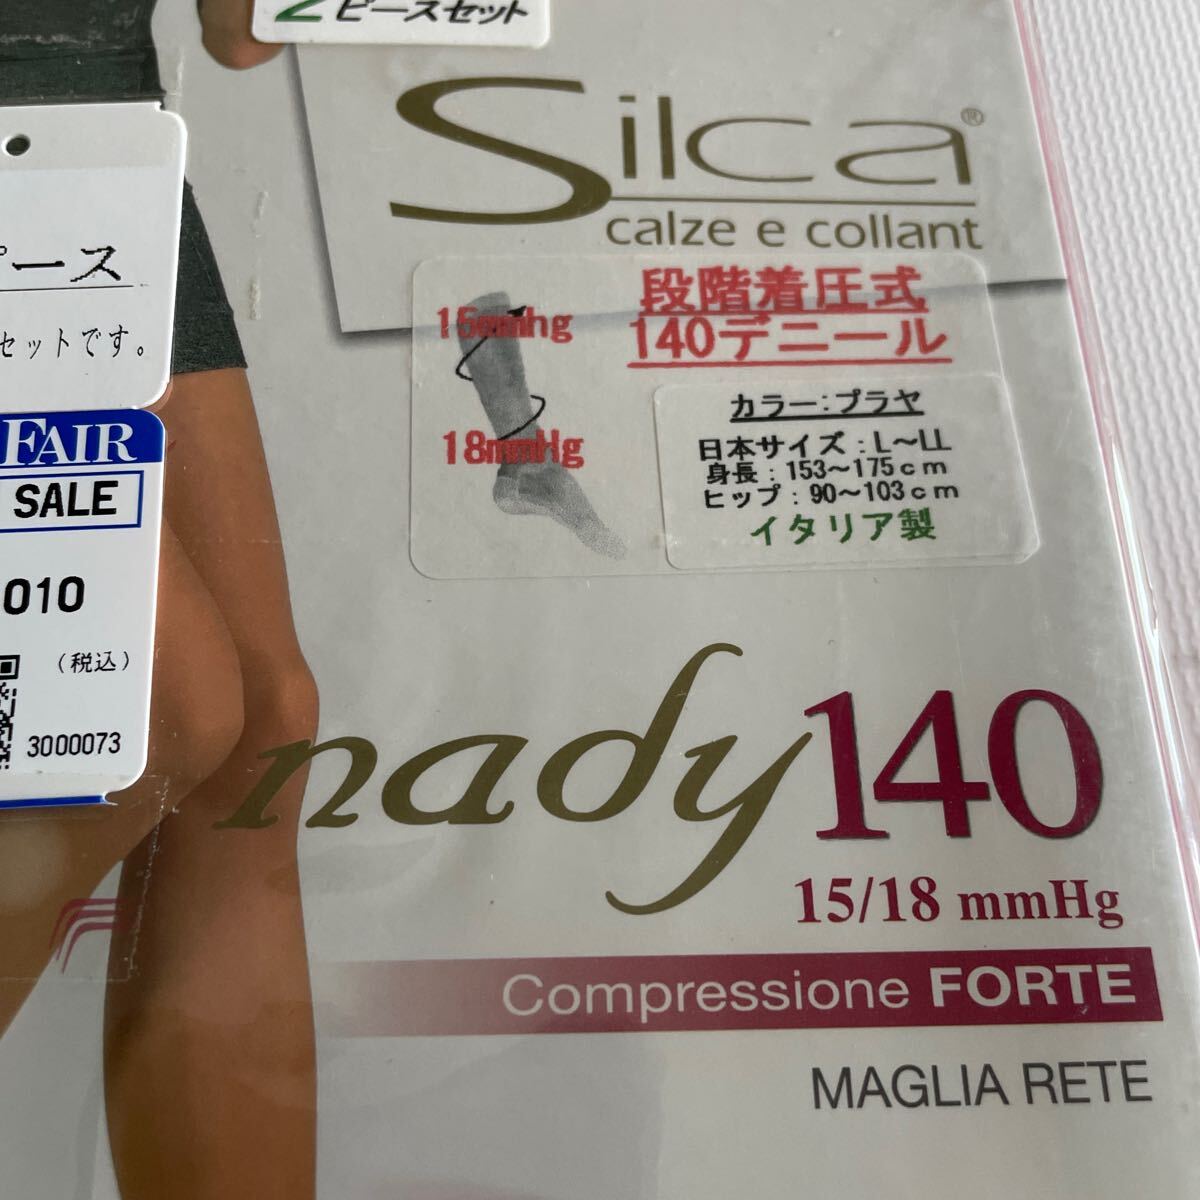 2ピースセット
Silca®
calze e collant
ピース
セットです。
段階着圧式
140デニール
15mmhg
18mmHg
カラー:プラヤ
日本サイズ:L〜LL
身長:153〜175cm
ヒップ:90〜103cm
イタリア製
FAIR
SALE
010
(税込)
3000073
nady140
15/18 mmHg
Compressione FORTE
MAGLIA RETE